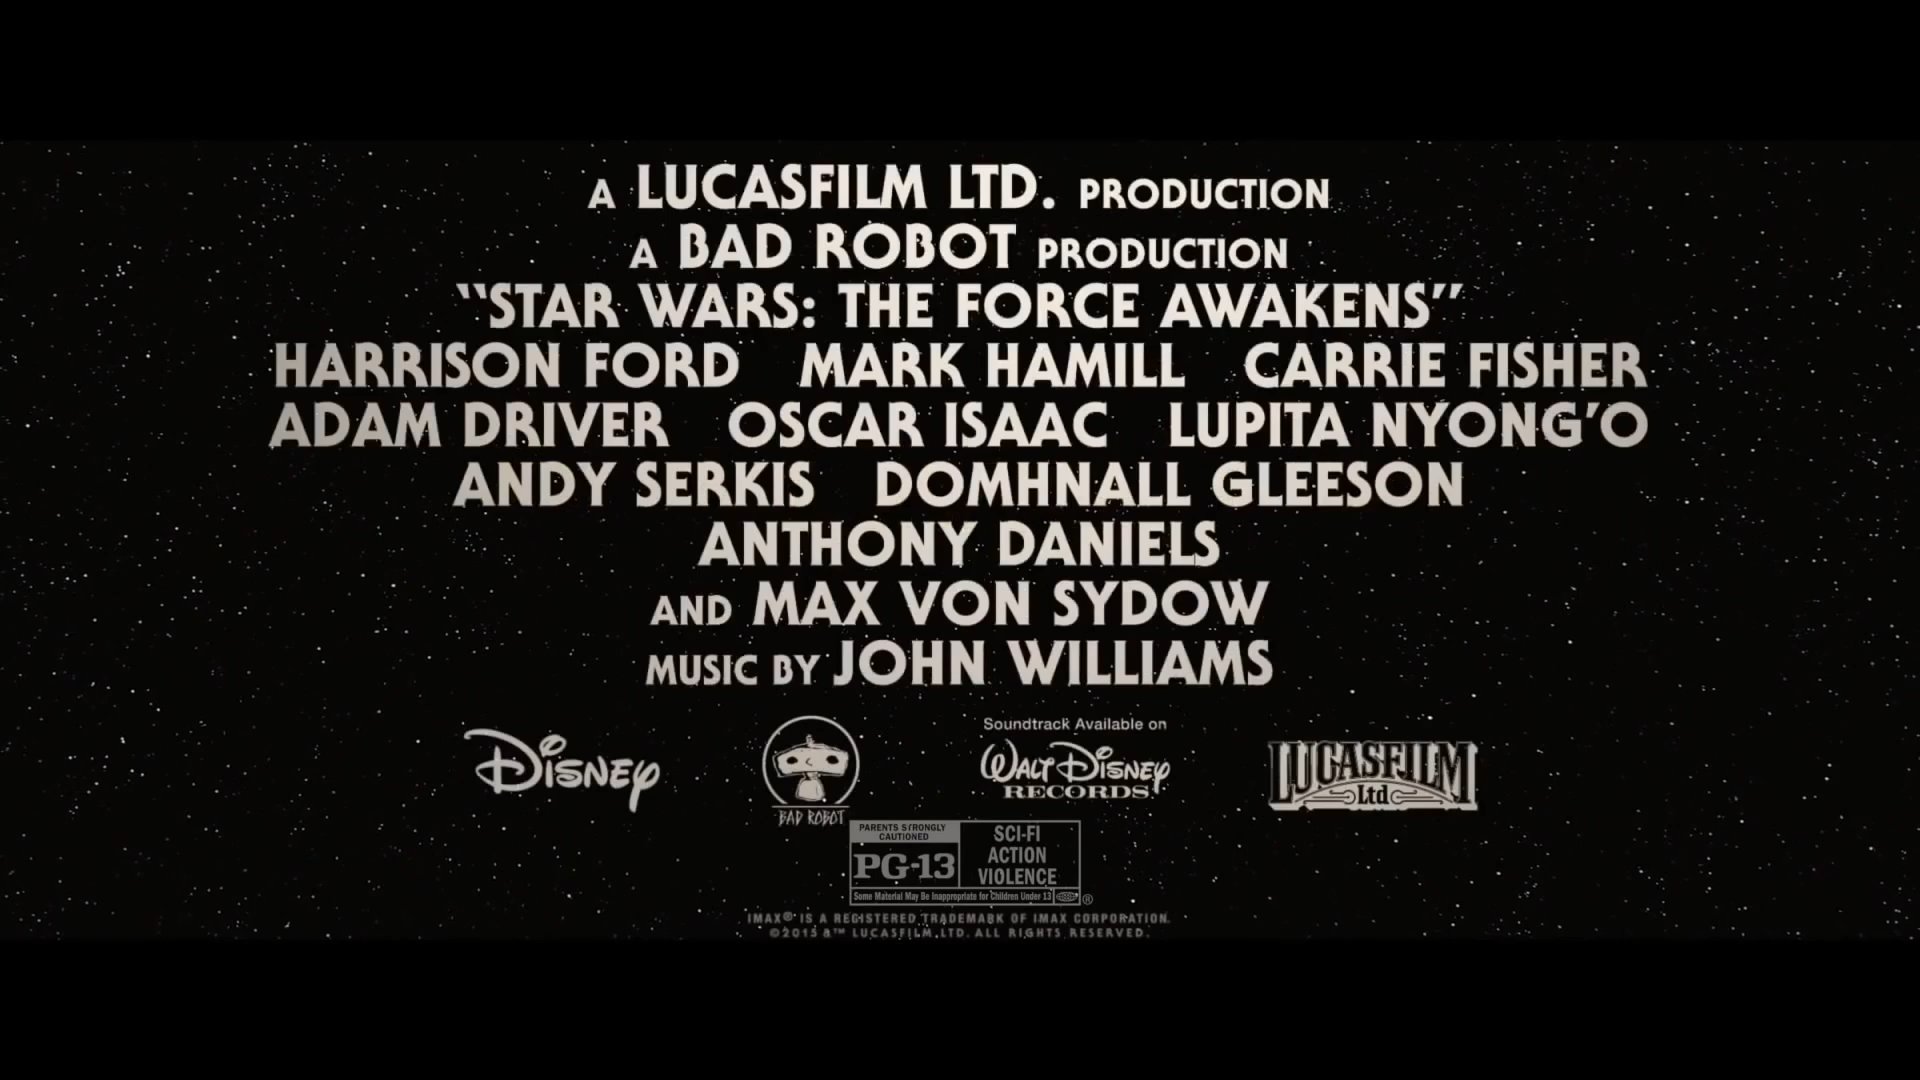 A LUCASFILM LTD. PRODUCTION
A BAD ROBOT PRODUCTION
“STAR WARS: THE FORCE AWAKENS”
HARRISON FORD MARK HAMILL CARRIE FISHER
ADAM DRIVER OSCAR ISAAC LUPITA NYONG’O
ANDY SERKIS DOMHNALL GLEESON
ANTHONY DANIELS
AND MAX VON SYDOW
MUSIC BY JOHN WILLIAMS
DISNEY
BAD ROBOT
Soundtrack Available on
WALT DISNEY
RECORDS
LUCASFILM
Ltd
PARENTS STRONGLY
CAUTIONED
PG-13
SCI-FI
ACTION
VIOLENCE
Some Material May Be Inappropriate for Children Under 13 ®
IMAX® IS A REGISTERED TRADEMARK OF IMAX CORPORATION.
©2015 &™ LUCASFILM LTD. ALL RIGHTS RESERVED.